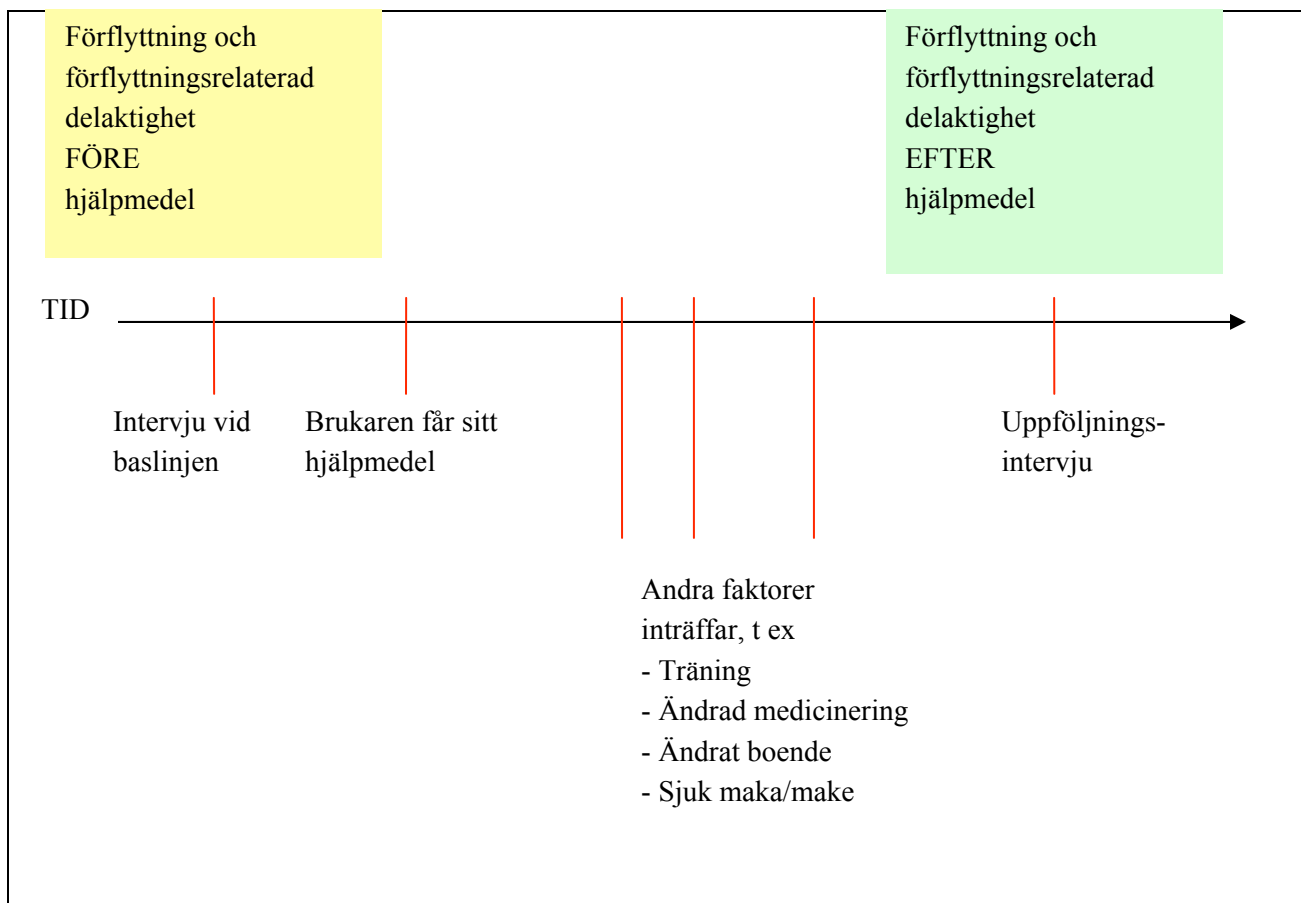 Förflyttning och
förflyttningsrelaterad
delaktighet
FÖRE
hjälpmedel
Förflyttning och
förflyttningsrelaterad
delaktighet
EFTER
hjälpmedel
TID
Intervju vid
baslinjen
Brukaren får sitt
hjälpmedel
Uppföljnings-
intervju
Andra faktorer
inträffar, t ex
- Träning
- Ändrad medicinering
- Ändrat boende
- Sjuk maka/make